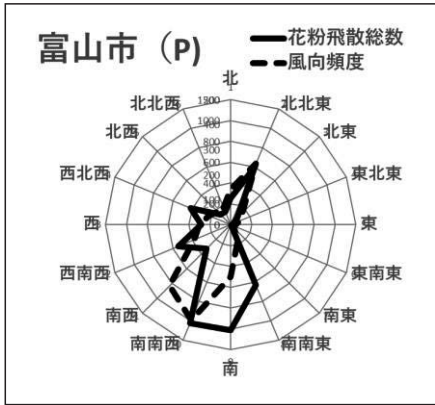 富山市（P)
花粉飛散総数
風向頻度
北
北北西
北北東
北西
北東
西北西
東北東
西
東
西南西
東南東
南西
南東
南南西
南南東
南